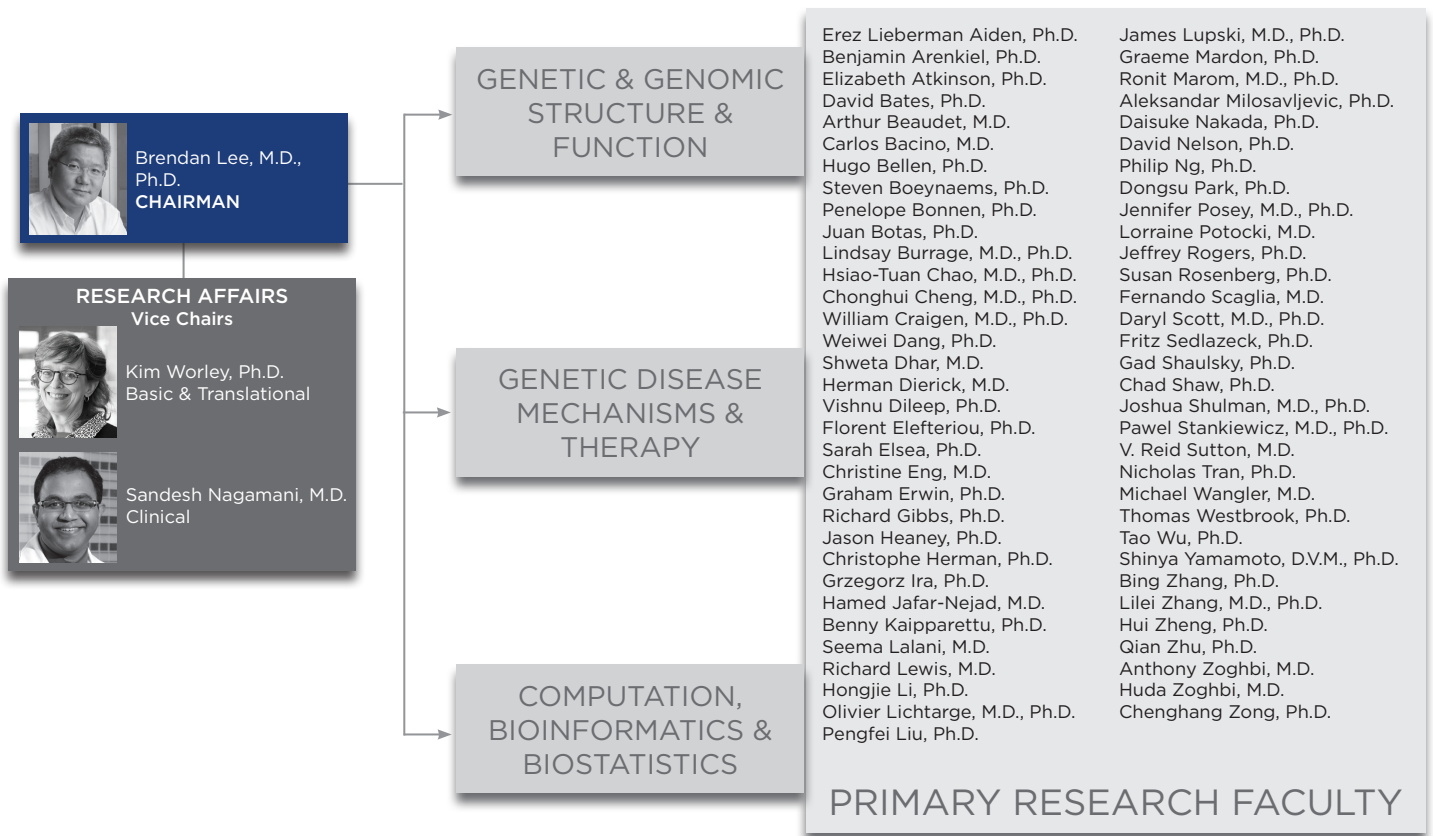 Brendan Lee, M.D.,
Ph.D.
CHAIRMAN
RESEARCH AFFAIRS
Vice Chairs
Kim Worley, Ph.D.
Basic & Translational
Sandesh Nagamani, M.D.
Clinical
GENETIC & GENOMIC
STRUCTURE &
FUNCTION
GENETIC DISEASE
MECHANISMS &
THERAPY
COMPUTATION,
BIOINFORMATICS &
BIOSTATISTICS
Erez Lieberman Aiden, Ph.D.
Benjamin Arenkiel, Ph.D.
Elizabeth Atkinson, Ph.D.
David Bates, Ph.D.
Arthur Beaudet, M.D.
Carlos Bacino, M.D.
Hugo Bellen, Ph.D.
Steven Boeynaems, Ph.D.
Penelope Bonnen, Ph.D.
Juan Botas, Ph.D.
Lindsay Burrage, M.D., Ph.D.
Hsiao-Tuan Chao, M.D., Ph.D.
Chonghui Cheng, M.D., Ph.D.
William Craigen, M.D., Ph.D.
Weiwei Dang, Ph.D.
Shweta Dhar, M.D.
Herman Dierick, M.D.
Vishnu Dileep, Ph.D.
Florent Elefteriou, Ph.D.
Sarah Elsea, Ph.D.
Christine Eng, M.D.
Graham Erwin, Ph.D.
Richard Gibbs, Ph.D.
Jason Heaney, Ph.D.
Christophe Herman, Ph.D.
Grzegorz Ira, Ph.D.
Hamed Jafar-Nejad, M.D.
Benny Kaipparettu, Ph.D.
Seema Lalani, M.D.
Richard Lewis, M.D.
Hongjie Li, Ph.D.
Olivier Lichtarge, M.D., Ph.D.
Pengfei Liu, Ph.D.
James Lupski, M.D., Ph.D.
Graeme Mardon, Ph.D.
Ronit Marom, M.D., Ph.D.
Aleksandar Milosavljevic, Ph.D.
Daisuke Nakada, Ph.D.
David Nelson, Ph.D.
Philip Ng, Ph.D.
Dongsu Park, Ph.D.
Jennifer Posey, M.D., Ph.D.
Lorraine Potocki, M.D.
Jeffrey Rogers, Ph.D.
Susan Rosenberg, Ph.D.
Fernando Scaglia, M.D.
Daryl Scott, M.D., Ph.D.
Fritz Sedlazeck, Ph.D.
Gad Shaulsky, Ph.D.
Chad Shaw, Ph.D.
Joshua Shulman, M.D., Ph.D.
Pawel Stankiewicz, M.D., Ph.D.
V. Reid Sutton, M.D.
Nicholas Tran, Ph.D.
Michael Wangler, M.D.
Thomas Westbrook, Ph.D.
Tao Wu, Ph.D.
Shinya Yamamoto, D.V.M., Ph.D.
Bing Zhang, Ph.D.
Lilei Zhang, M.D., Ph.D.
Hui Zheng, Ph.D.
Qian Zhu, Ph.D.
Anthony Zoghbi, M.D.
Huda Zoghbi, M.D.
Chenghang Zong, Ph.D.
PRIMARY RESEARCH FACULTY